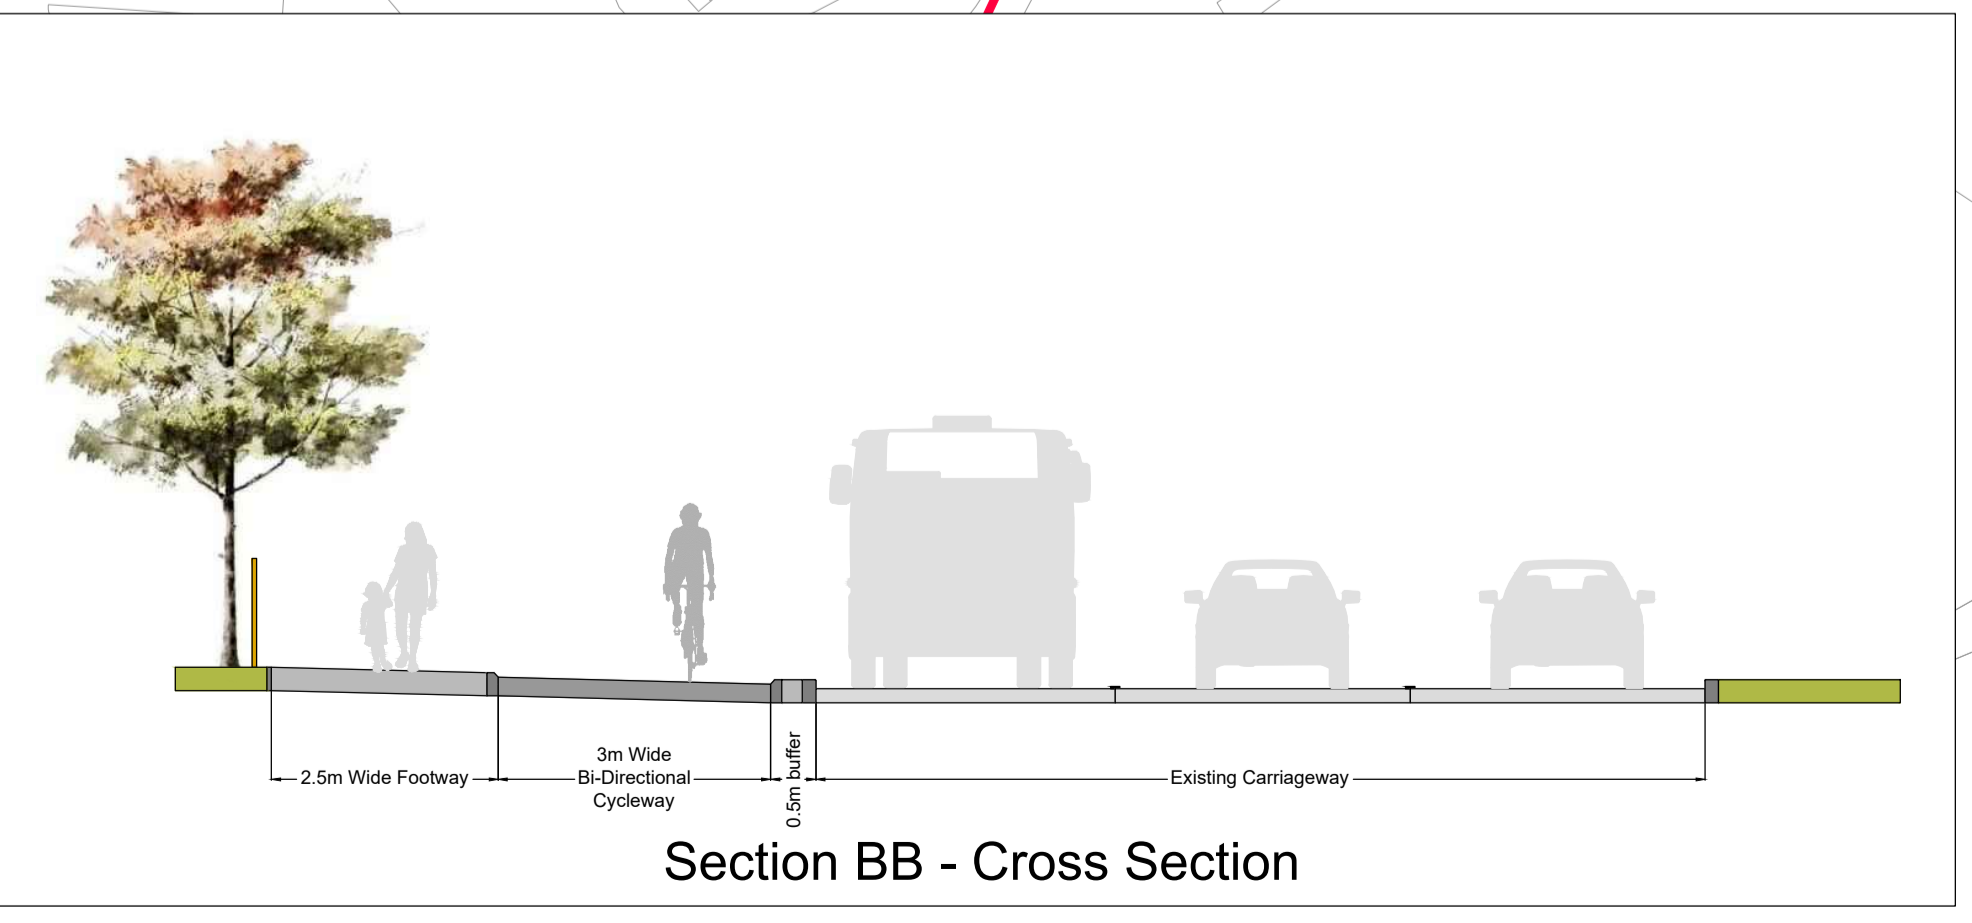 2.5m Wide Footway
3m Wide
Bi-Directional
Cycleway
0.5m buffer
Existing Carriageway
Section BB - Cross Section